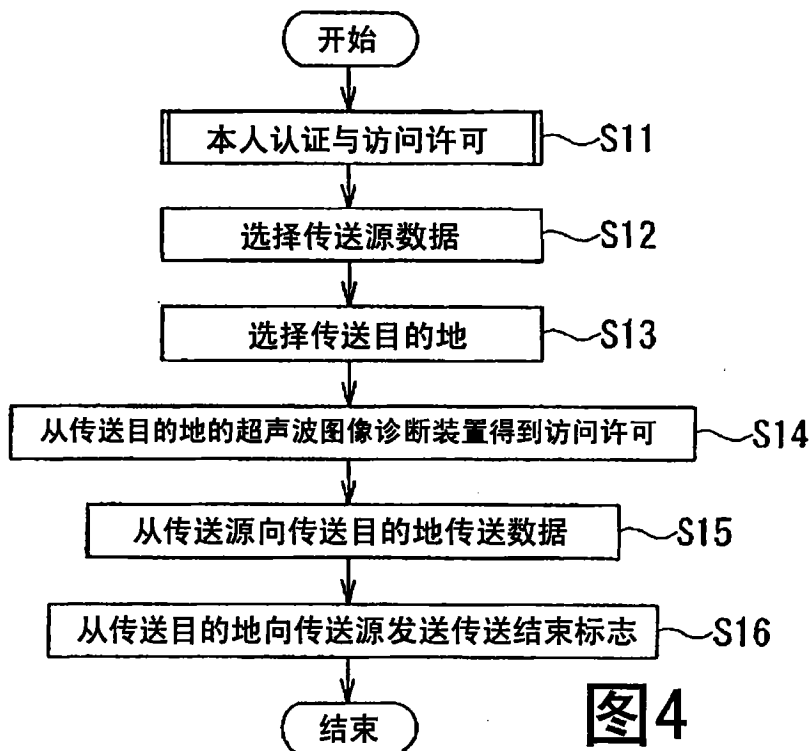 开始
本人认证与访问许可 S11
选择传送源数据 S12
选择传送目的地 S13
从传送目的地的超声波图像诊断装置得到访问许可 S14
从传送源向传送目的地传送数据 S15
从传送目的地向传送源发送传送结束标志 S16
结束
图4